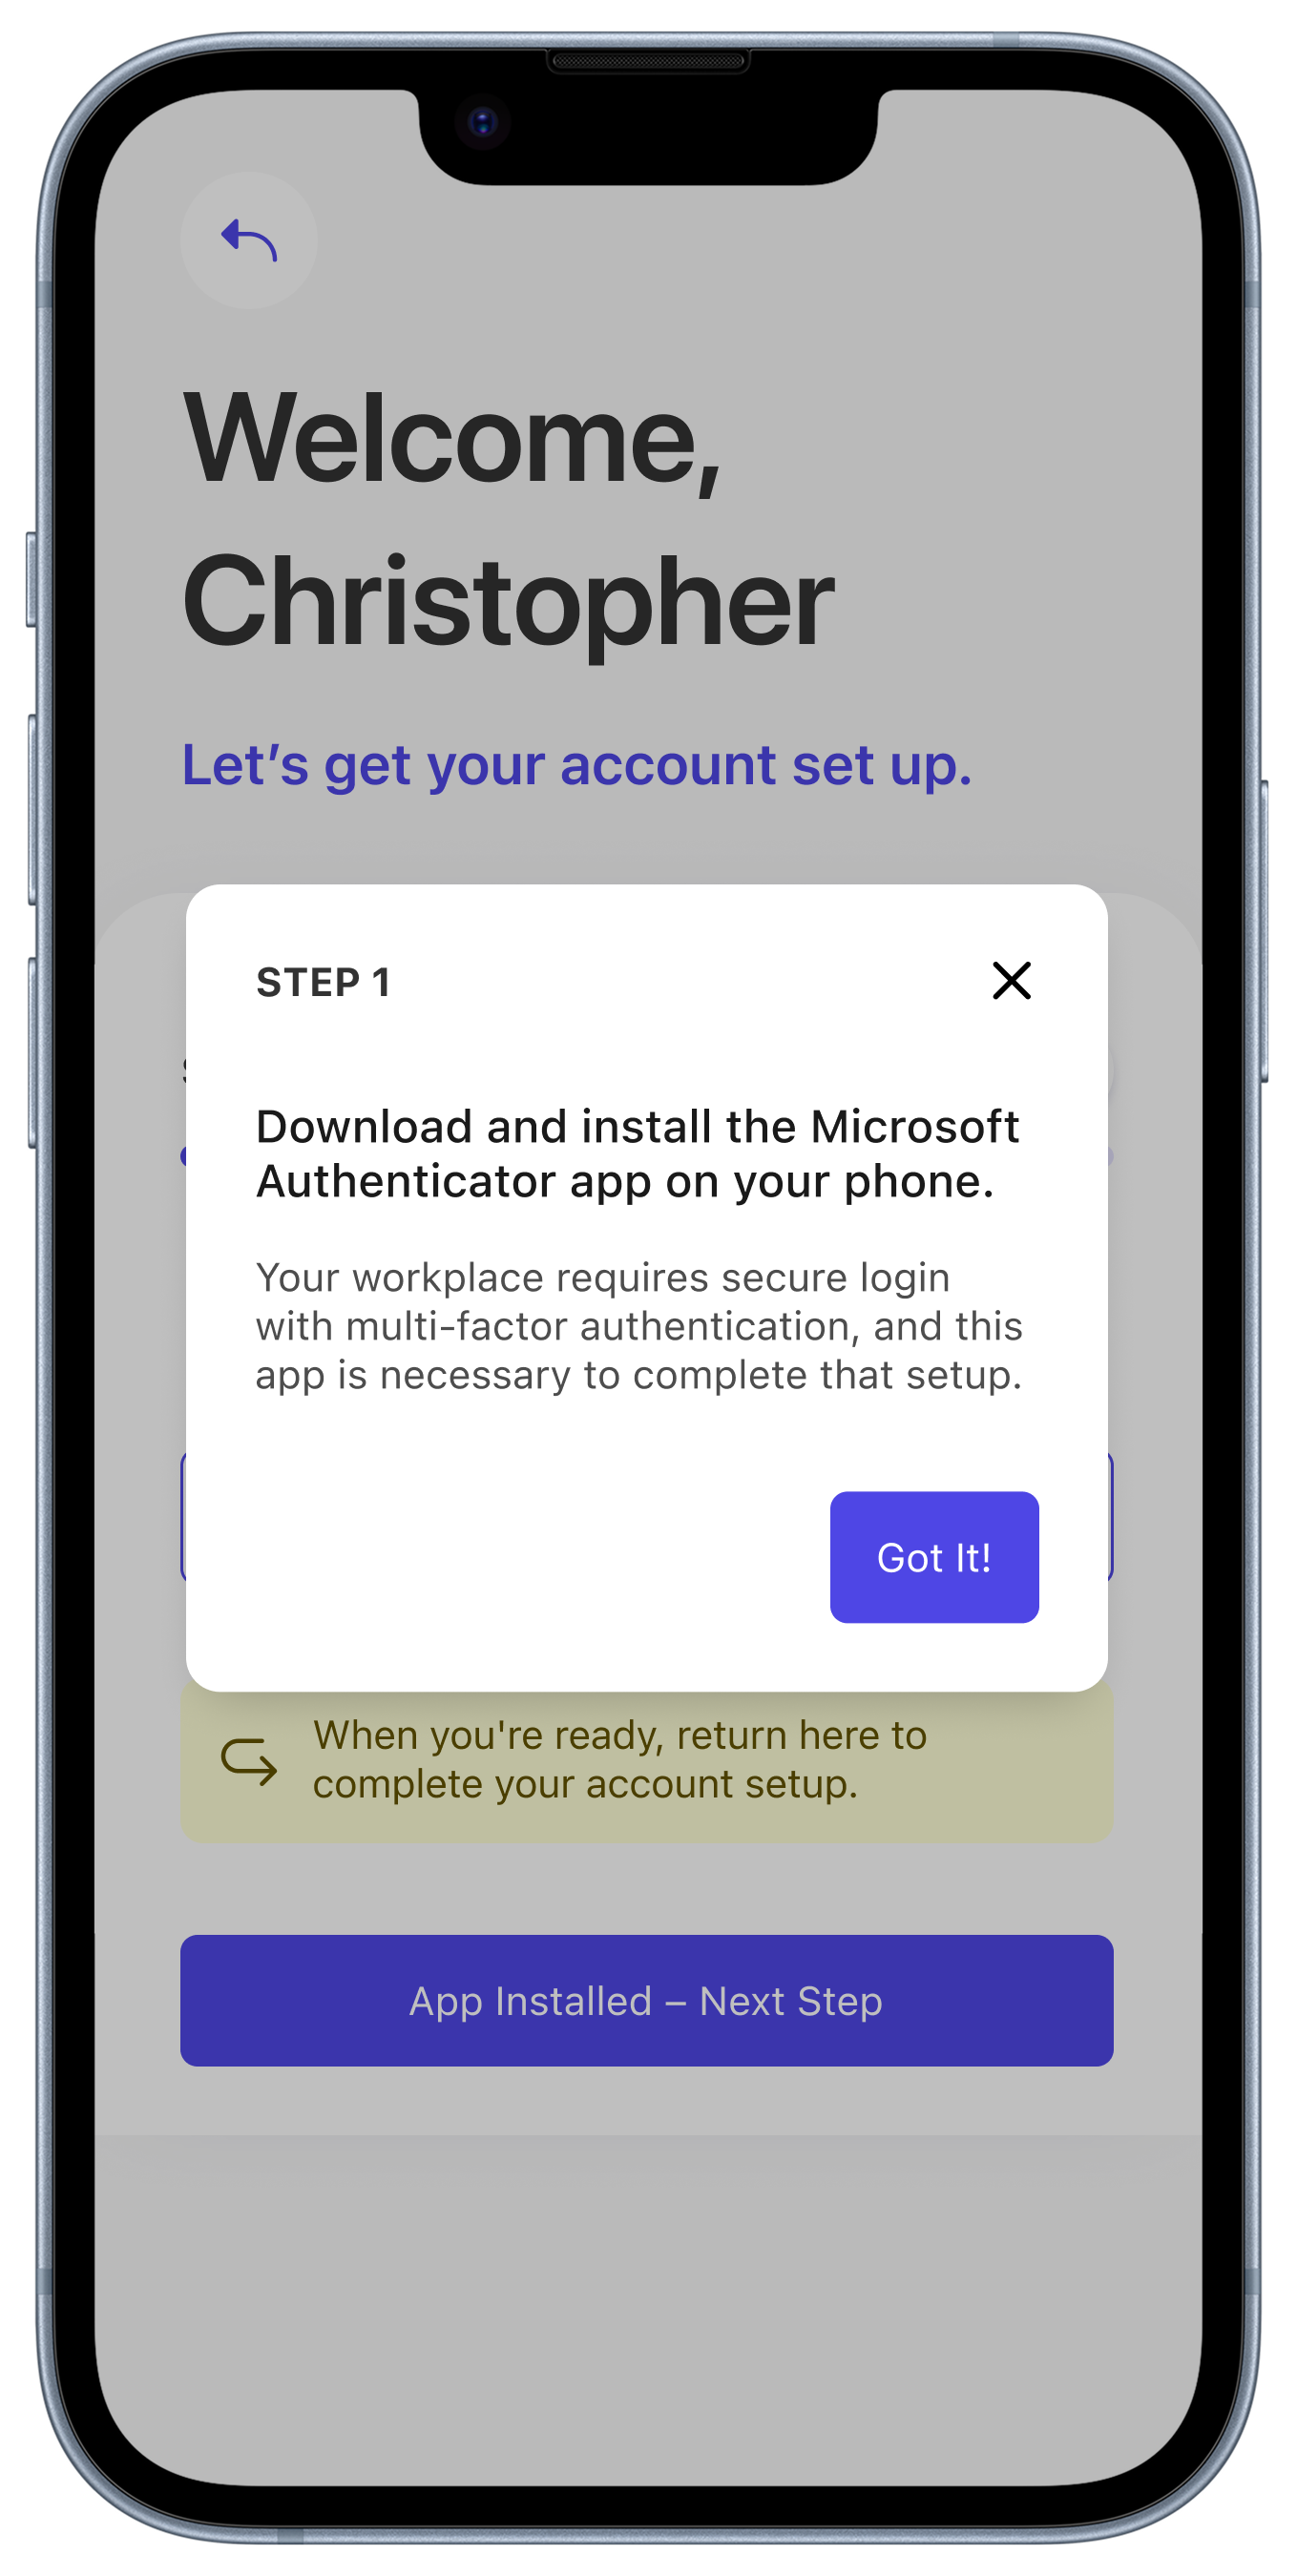 Welcome,
Christopher
Let’s get your account set up.
STEP 1
Download and install the Microsoft
Authenticator app on your phone.
Your workplace requires secure login
with multi-factor authentication, and this
app is necessary to complete that setup.
Got It!
When you're ready, return here to
complete your account setup.
App Installed – Next Step